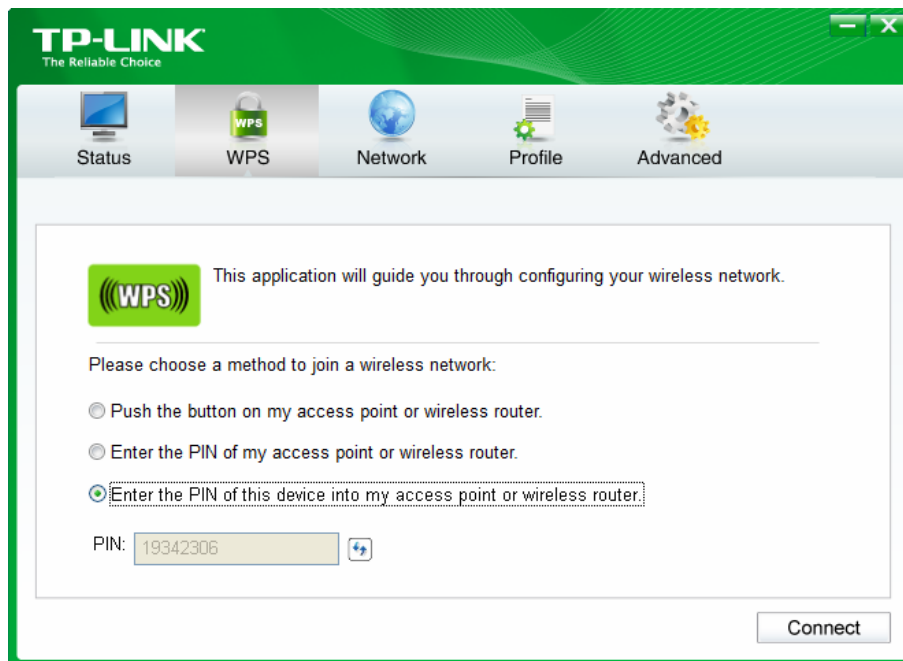 TP-LINK
The Reliable Choice
Status WPS Network Profile Advanced
WPS
This application will guide you through configuring your wireless network.
WPS
Please choose a method to join a wireless network:
Push the button on my access point or wireless router.
Enter the PIN of my access point or wireless router.
Enter the PIN of this device into my access point or wireless router.
PIN: 19342306
Connect